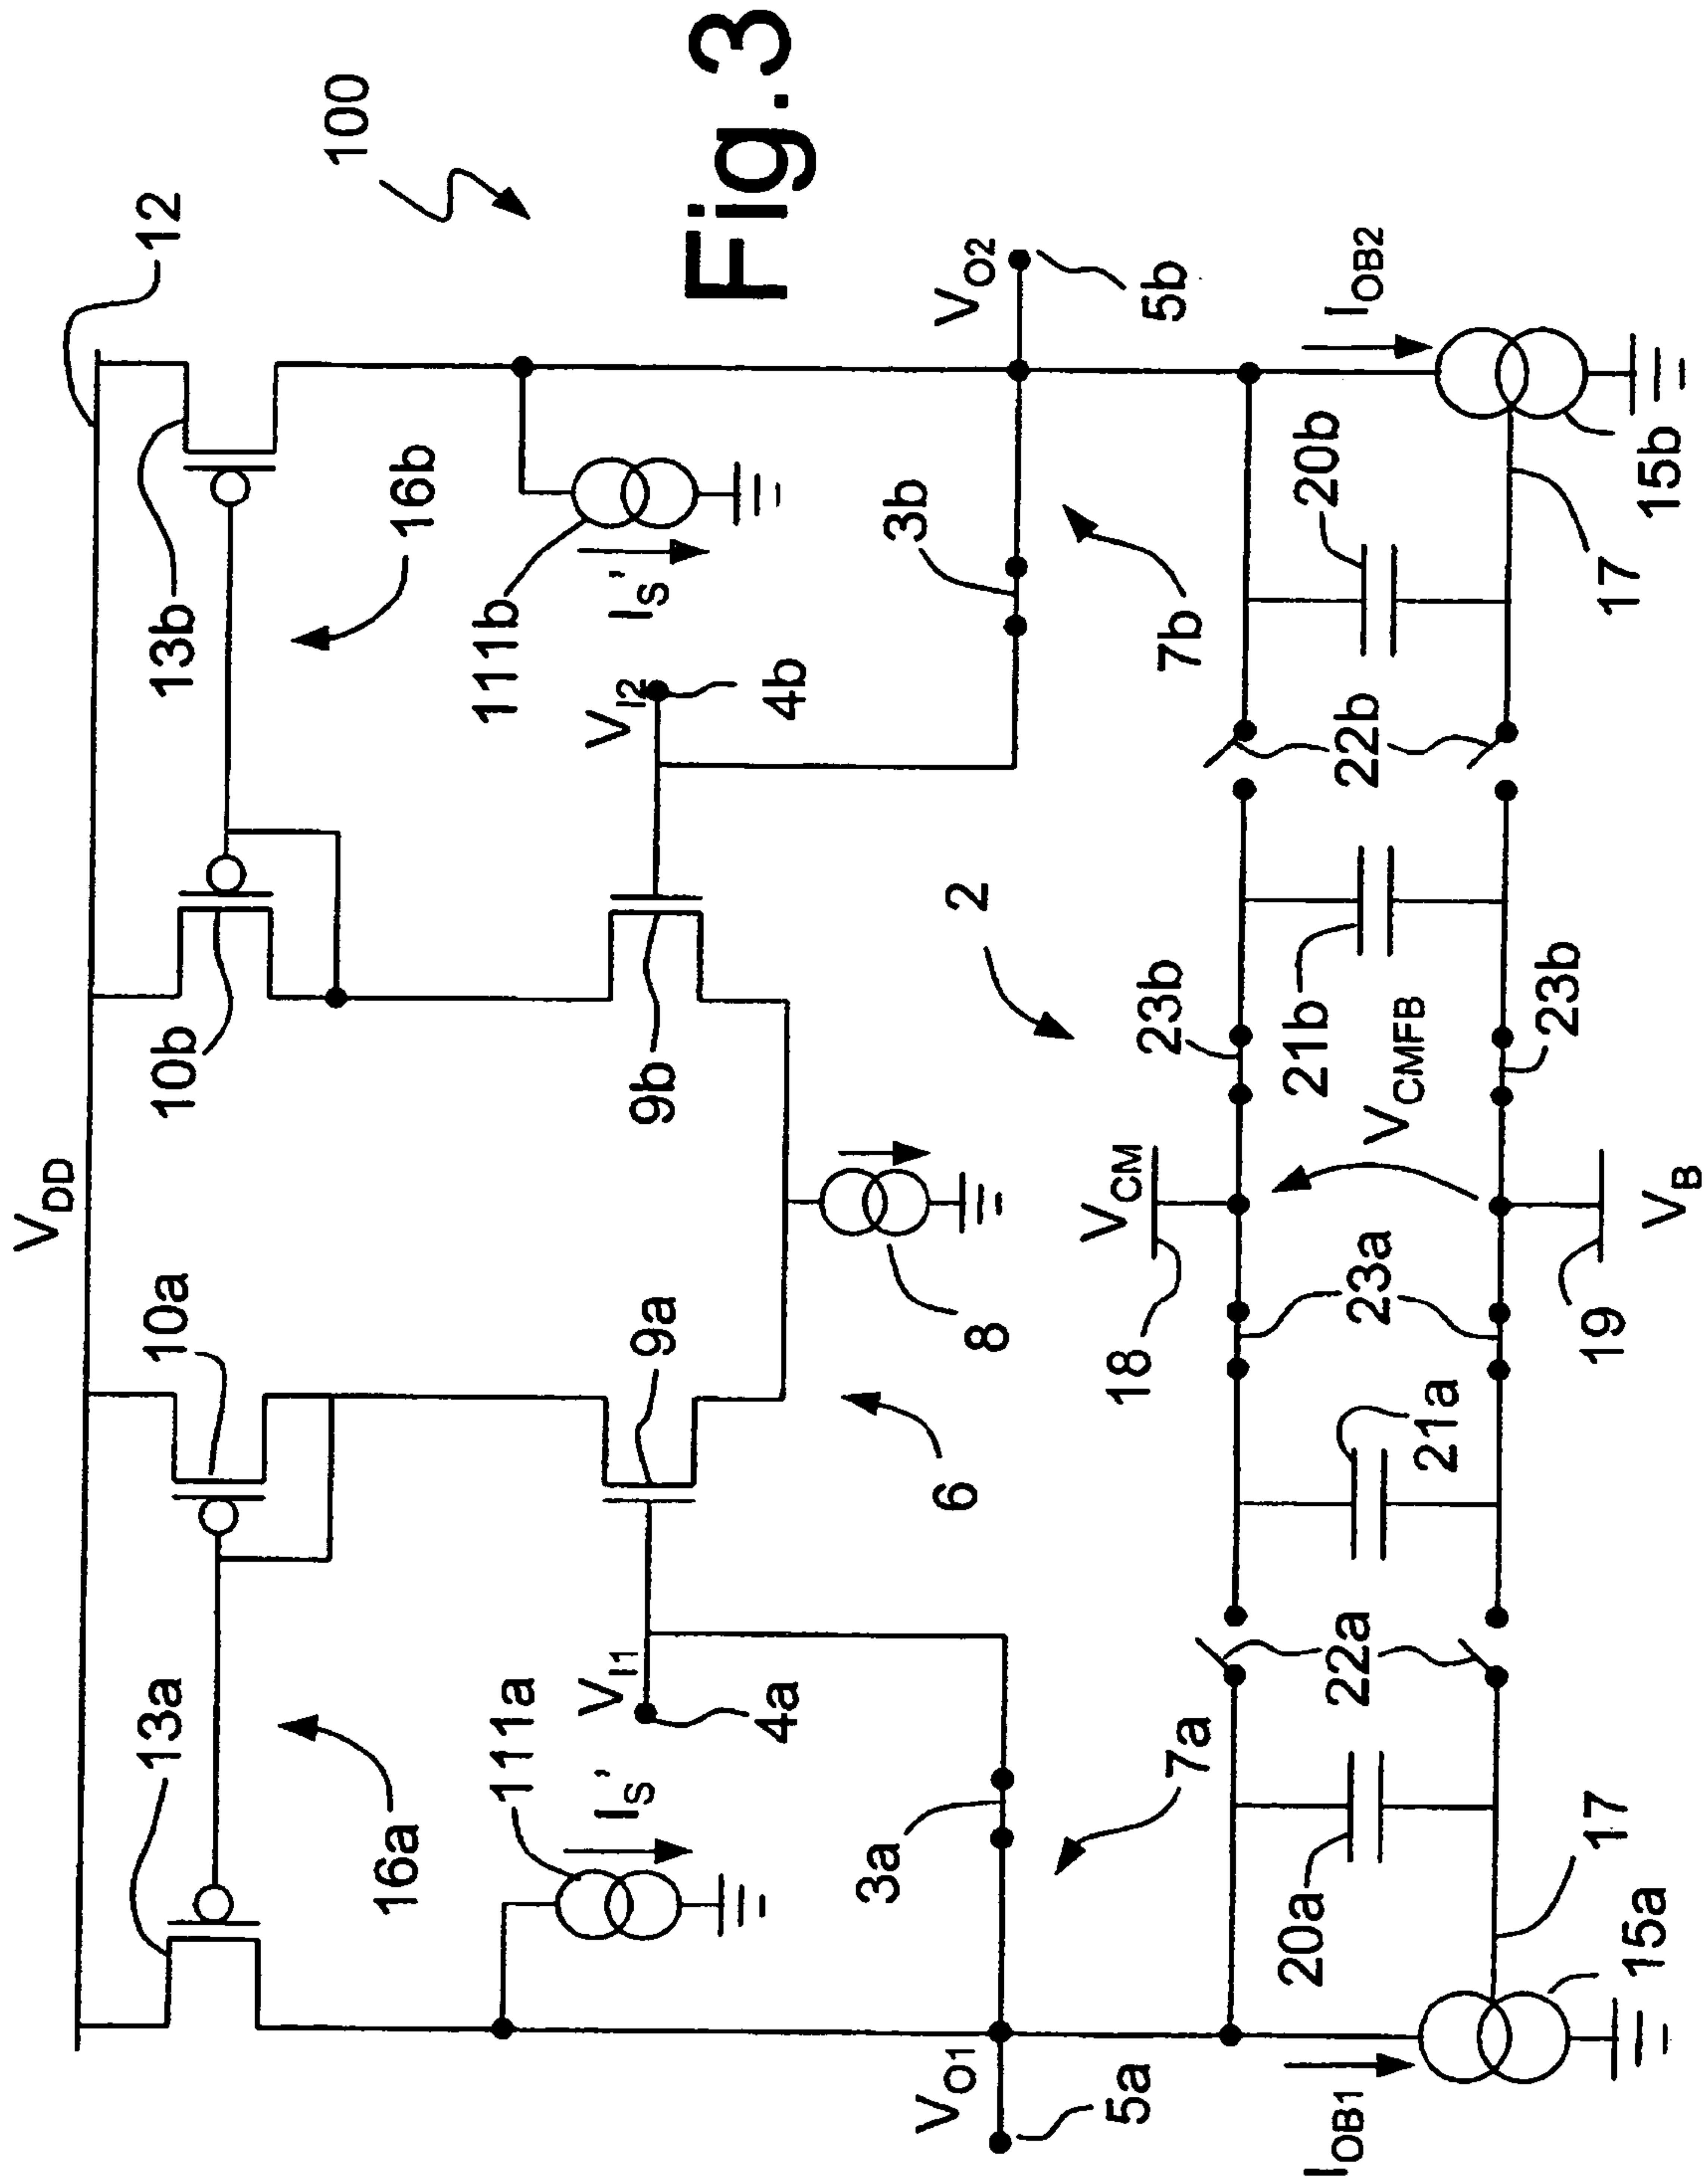 Fig.3
100
12
V_DD
13a
10a
10b
13b
16a
16b
111a
I_S'
V_I1
4a
9a
9b
V_I2
4b
111b
I_S'
6
8
2
3a
3b
V_O1
5a
V_O2
5b
7a
7b
18
V_CM
23a
23b
22a
22b
20a
21a
V_CMFB
21b
20b
I_OB1
I_OB2
15a
17
19
V_B
23b
17
15b